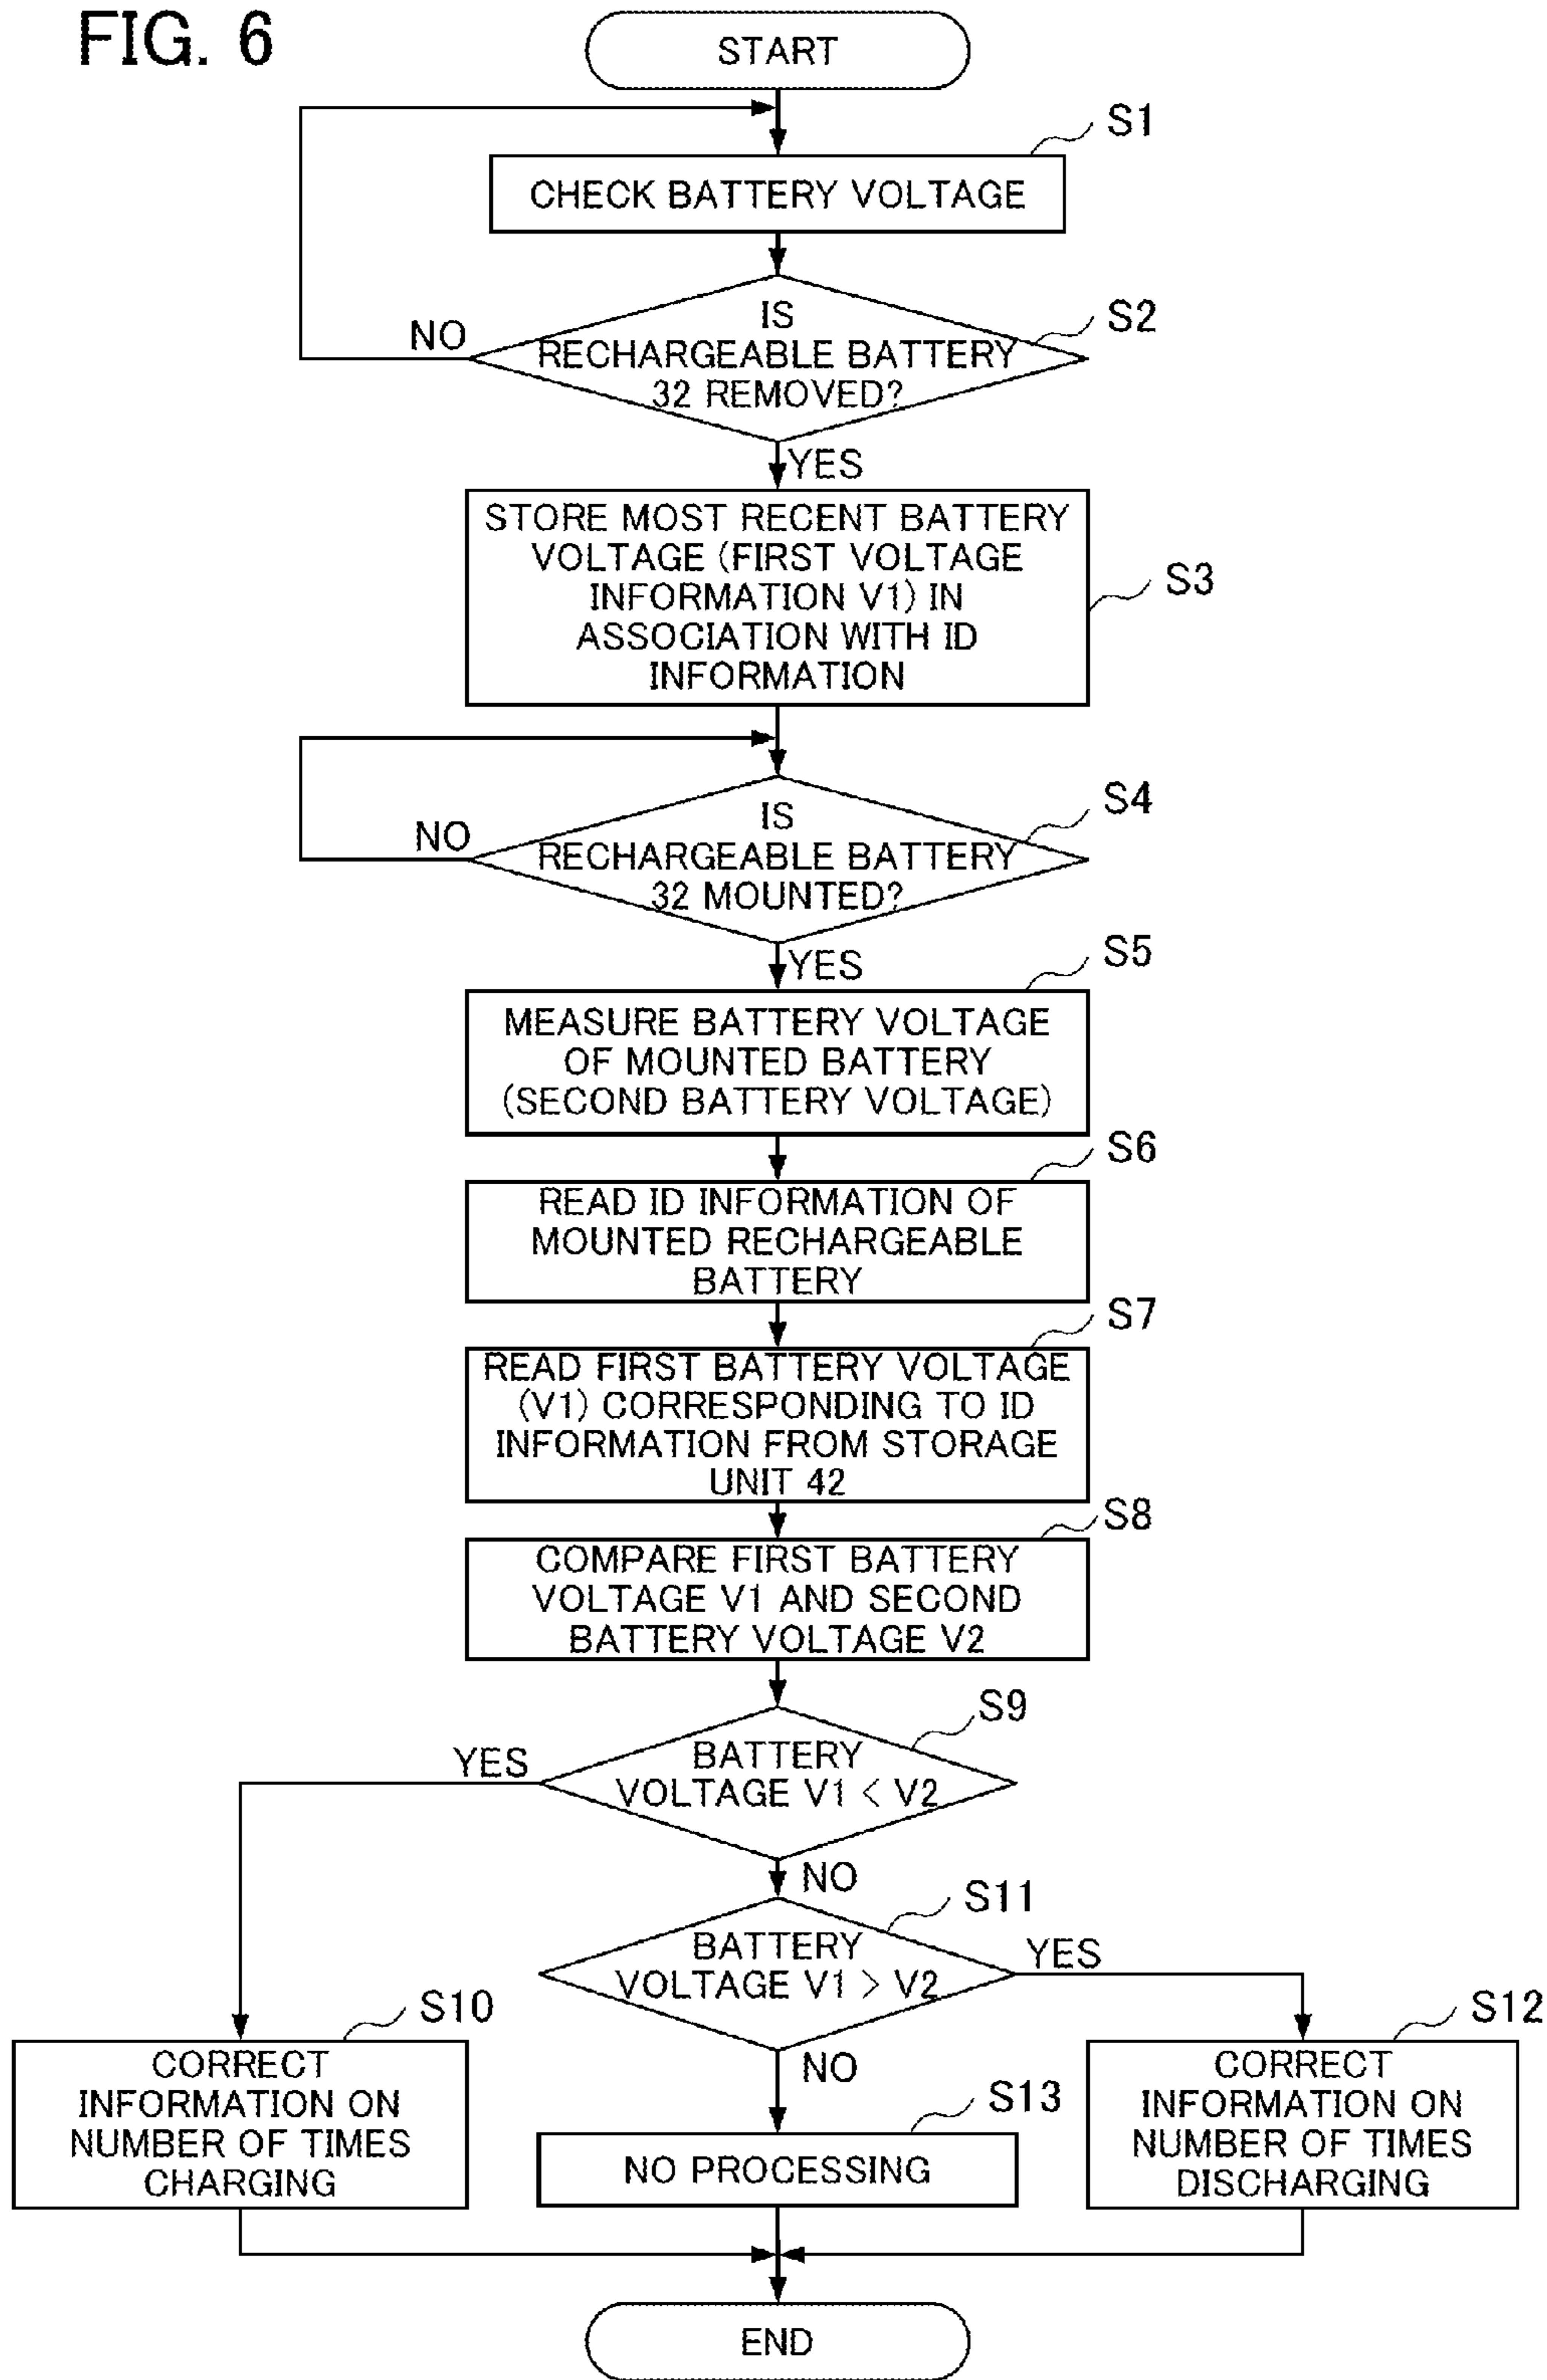 FIG. 6
START
S1
CHECK BATTERY VOLTAGE
S2
IS
RECHARGEABLE BATTERY
32 REMOVED?
NO
YES
S3
STORE MOST RECENT BATTERY
VOLTAGE (FIRST VOLTAGE
INFORMATION V1) IN
ASSOCIATION WITH ID
INFORMATION
S4
IS
RECHARGEABLE BATTERY
32 MOUNTED?
NO
YES
S5
MEASURE BATTERY VOLTAGE
OF MOUNTED BATTERY
(SECOND BATTERY VOLTAGE)
S6
READ ID INFORMATION OF
MOUNTED RECHARGEABLE
BATTERY
S7
READ FIRST BATTERY VOLTAGE
(V1) CORRESPONDING TO ID
INFORMATION FROM STORAGE
UNIT 42
S8
COMPARE FIRST BATTERY
VOLTAGE V1 AND SECOND
BATTERY VOLTAGE V2
S9
BATTERY
VOLTAGE V1 < V2
YES
NO
S11
BATTERY
VOLTAGE V1 > V2
YES
NO
S10
CORRECT
INFORMATION ON
NUMBER OF TIMES
CHARGING
S13
NO PROCESSING
S12
CORRECT
INFORMATION ON
NUMBER OF TIMES
DISCHARGING
END